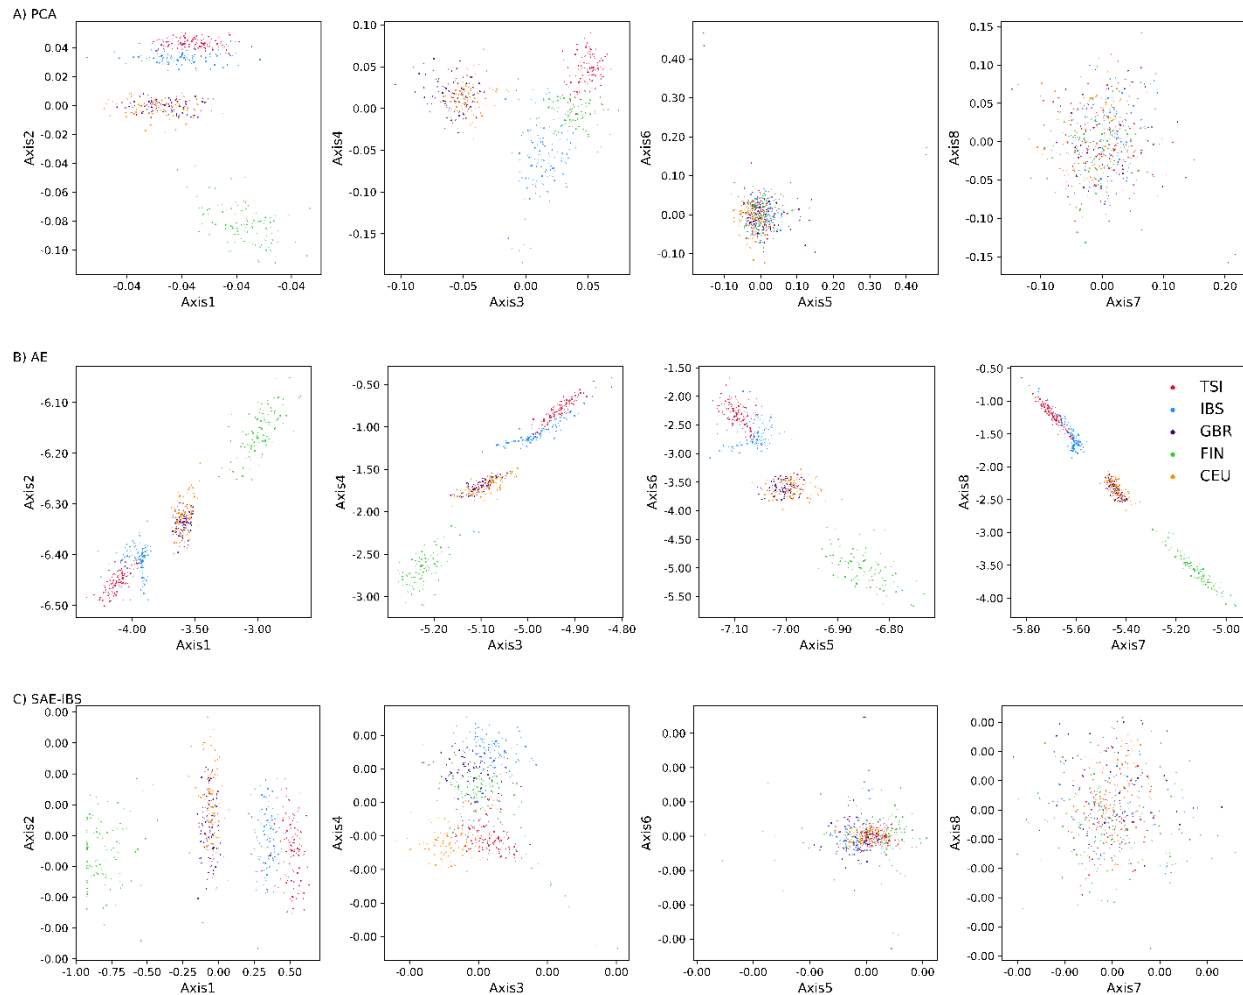 A) PCA
0.04
0.02
0.00
-0.02
-0.04
-0.06
-0.08
-0.10
Axis2
-0.04 -0.04 -0.04 -0.04
Axis1
0.10
0.05
0.00
-0.05
-0.10
-0.15
Axis4
-0.10 -0.05 0.00 0.05
Axis3
0.40
0.30
0.20
0.10
0.00
-0.10
Axis6
-0.10 0.00 0.10 0.20 0.30 0.40
Axis5
0.15
0.10
0.05
0.00
-0.05
-0.10
-0.15
Axis8
-0.10 0.00 0.10 0.20
Axis7
B) AE
-6.10
-6.20
-6.30
-6.40
-6.50
Axis2
-4.00 -3.50 -3.00
Axis1
-0.50
-1.00
-1.50
-2.00
-2.50
-3.00
Axis4
-5.20 -5.10 -5.00 -4.90 -4.80
Axis3
-1.50
-2.00
-2.50
-3.00
-3.50
-4.00
-4.50
-5.00
-5.50
Axis6
-7.10 -7.00 -6.90 -6.80
Axis5
-0.50
-1.00
-1.50
-2.00
-2.50
-3.00
-3.50
-4.00
Axis8
-5.80 -5.60 -5.40 -5.20 -5.00
Axis7
TSI
IBS
GBR
FIN
CEU
C) SAE-IBS
0.00
0.00
0.00
0.00
0.00
-0.00
-0.00
-0.00
-0.00
Axis2
-1.00 -0.75 -0.50 -0.25 0.00 0.25 0.50
Axis1
0.00
0.00
0.00
-0.00
-0.00
-0.00
Axis4
-0.00 0.00 0.00 0.00
Axis3
0.00
0.00
0.00
0.00
-0.00
-0.00
-0.00
Axis6
-0.00 -0.00 -0.00 0.00 0.00
Axis5
0.00
0.00
0.00
0.00
-0.00
-0.00
-0.00
-0.00
-0.00
Axis8
-0.00 -0.00 0.00 0.00 0.00
Axis7